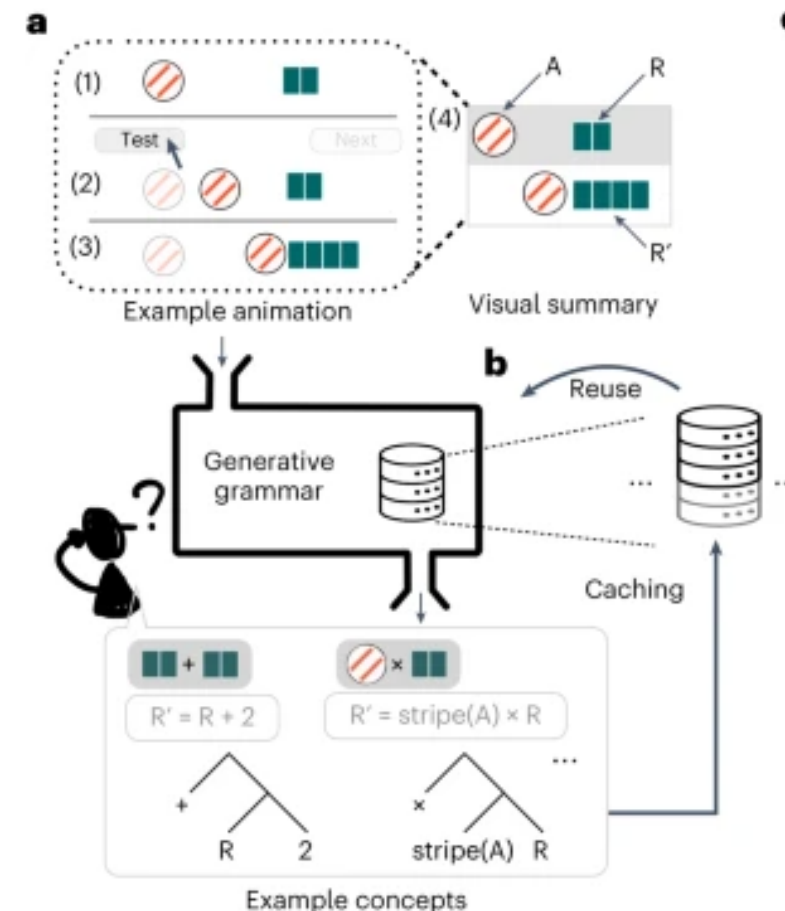 a
(1)
A
R
(4)
Test
Next
(2)
(3)
R′
Example animation
Visual summary
b
Reuse
Generative
grammar
?
...
Caching
+
×
R′ = R + 2
R′ = stripe(A) × R
...
+
×
R
2
stripe(A)
R
Example concepts